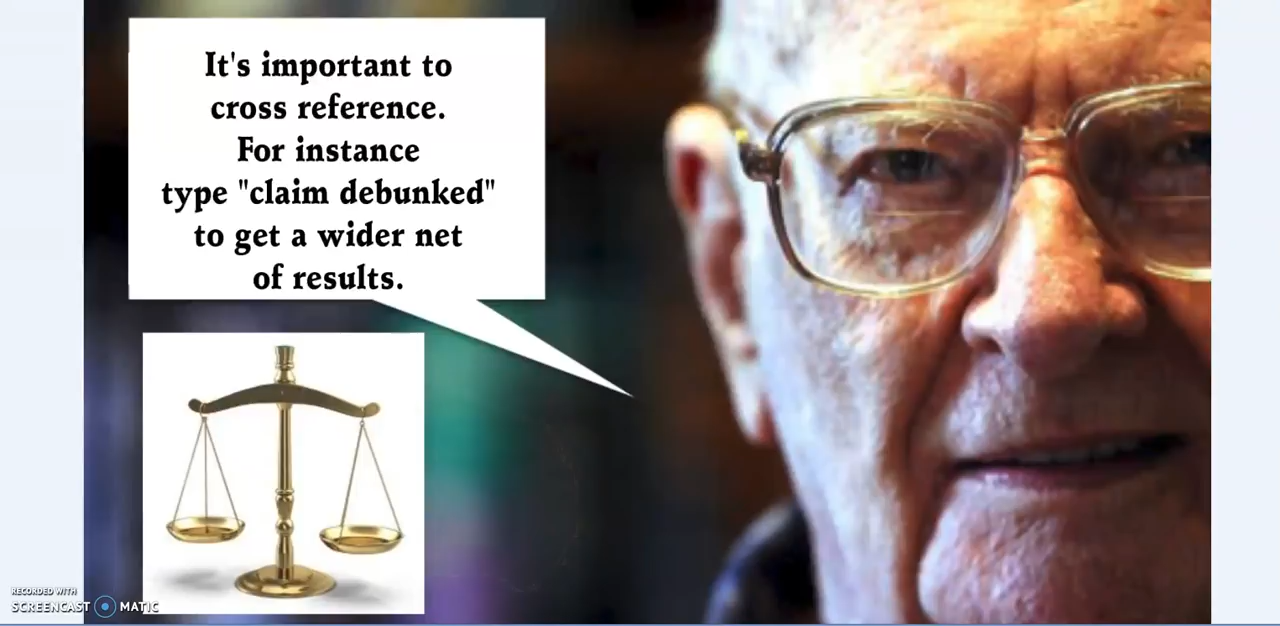 It's important to
cross reference.
For instance
type "claim debunked"
to get a wider net
of results.
RECORDED WITH
SCREENCAST MATIC